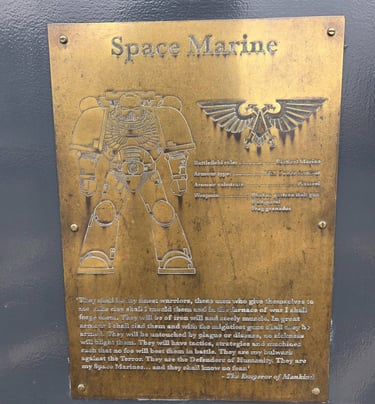 Space Marine
Battlefield role: Tactical Marine
Armour type:
Armour
Weapons:
Frag grenades
'They shall be my finest warriors, these men who give themselves to
me. Like clay shall I mould them and in the furnace of war I shall
forge them. They will be of iron will and steely muscle. In great
armour I shall clad them and with the mightiest guns shall they be
armed. They will be untouched by plague or disease, no sickness
will blight them. They will have tactics, strategies and machines
such that no foe will best them in battle. They are my bulwark
against the Terror. They are the Defenders of Humanity. They are
my Space Marines... and they shall know no fear.'
- The Emperor of Mankind